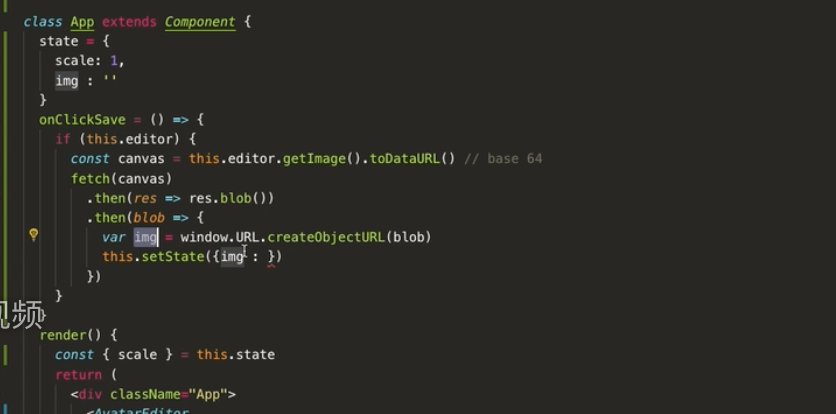 class App extends Component {
state = {
scale: 1,
img : ''
}
onClickSave = () => {
if (this.editor) {
const canvas = this.editor.getImage().toDataURL() // base 64
fetch(canvas)
.then(res => res.blob())
.then(blob => {
var img = window.URL.createObjectURL(blob)
this.setState({img : })
})
}
视频
}
render() {
const { scale } = this.state
return (
<div className="App">
<AvatarEditor